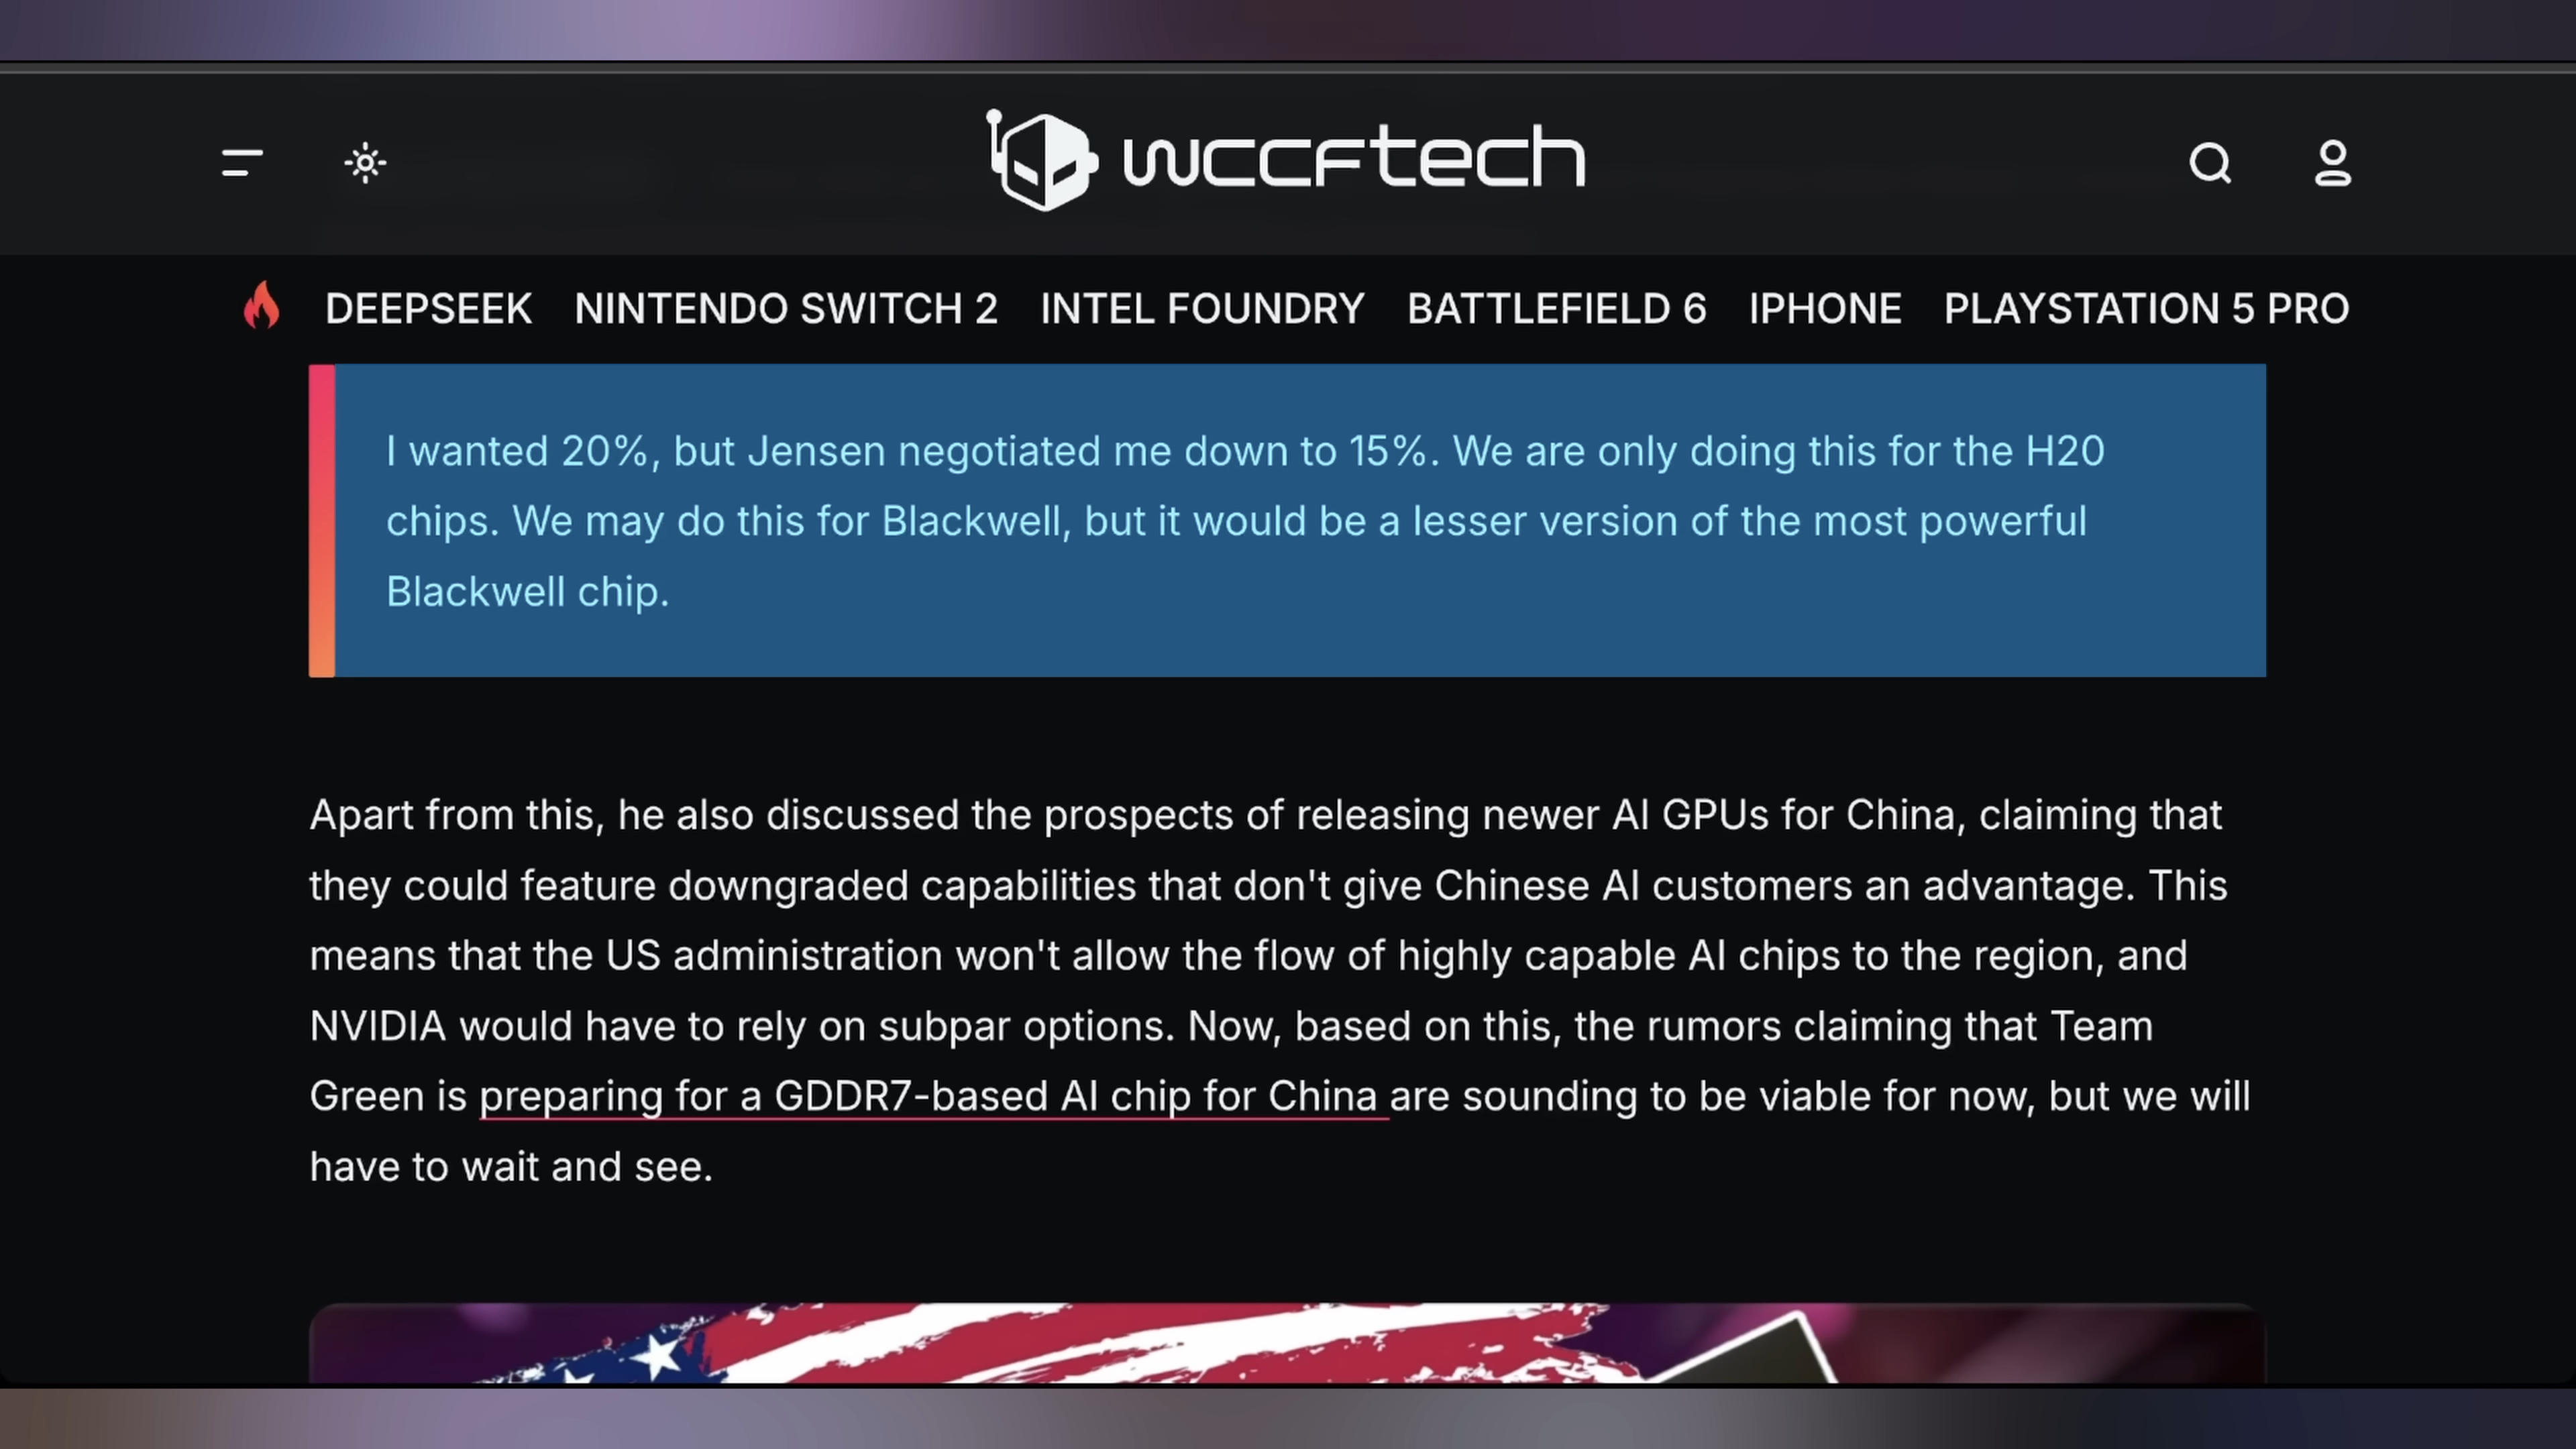 wccftech
DEEPSEEK NINTENDO SWITCH 2 INTEL FOUNDRY BATTLEFIELD 6 IPHONE PLAYSTATION 5 PRO
I wanted 20%, but Jensen negotiated me down to 15%. We are only doing this for the H20
chips. We may do this for Blackwell, but it would be a lesser version of the most powerful
Blackwell chip.
Apart from this, he also discussed the prospects of releasing newer AI GPUs for China, claiming that
they could feature downgraded capabilities that don't give Chinese AI customers an advantage. This
means that the US administration won't allow the flow of highly capable AI chips to the region, and
NVIDIA would have to rely on subpar options. Now, based on this, the rumors claiming that Team
Green is preparing for a GDDR7-based AI chip for China are sounding to be viable for now, but we will
have to wait and see.